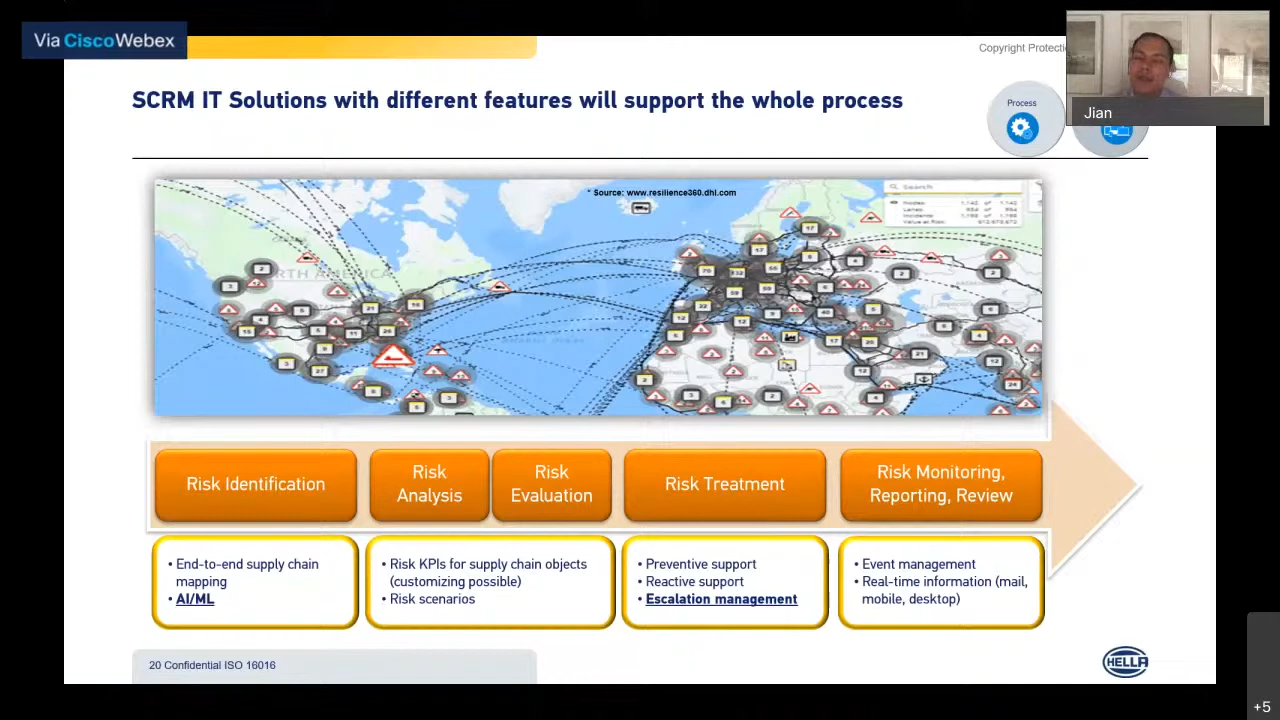 Via CiscoWebex
Copyright Protecti
Jian
SCRM IT Solutions with different features will support the whole process
Process
* Source: www.resilience360.dhl.com
Search
Risk Identification
Risk
Analysis
Risk
Evaluation
Risk Treatment
Risk Monitoring,
Reporting, Review
• End-to-end supply chain
mapping
• AI/ML
• Risk KPIs for supply chain objects
(customizing possible)
• Risk scenarios
• Preventive support
• Reactive support
• Escalation management
• Event management
• Real-time information (mail,
mobile, desktop)
20 Confidential ISO 16016
HELLA
+5